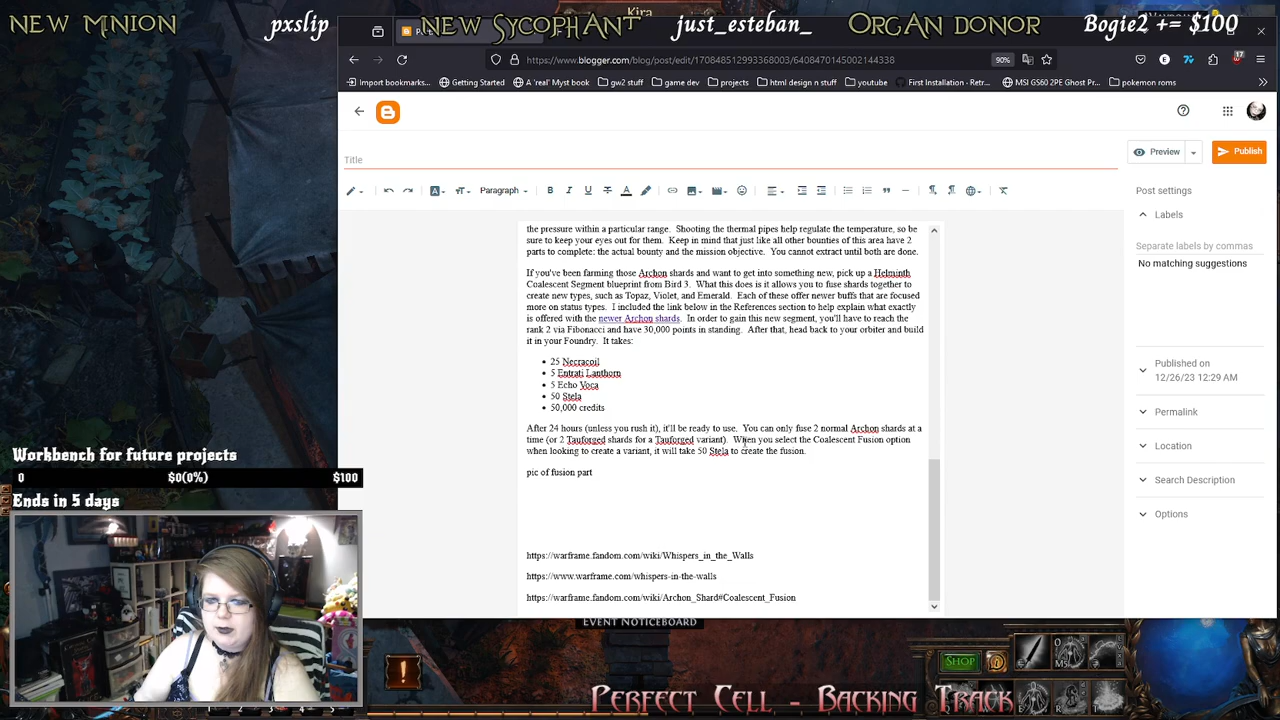 NEW MINION pxslip NEW SYCOPHANT just_esteban_ ORGAN DONOR Bogie2 += $100
Kira
https://www.blogger.com/blog/post/edit/170848512993368003/6408470145002144338
90%
17
Import bookmarks...
Getting Started
A 'real' Myst book
gw2 stuff
game dev
projects
html design n stuff
youtube
First Installation - Retr...
MSI GS60 2PE Ghost Pr...
pokemon roms
Title
Preview
Publish
Paragraph
Post settings
Labels
Separate labels by commas
No matching suggestions
Published on
12/26/23 12:29 AM
Permalink
Location
Search Description
Options
the pressure within a particular range. Shooting the thermal pipes help regulate the temperature, so be
sure to keep your eyes out for them. Keep in mind that just like all other bounties of this area have 2
parts to complete: the actual bounty and the mission objective. You cannot extract until both are done.
If you've been farming those Archon shards and want to get into something new, pick up a Helminth
Coalescent Segment blueprint from Bird 3. What this does is it allows you to fuse shards together to
create new types, such as Topaz, Violet, and Emerald. Each of these offer newer buffs that are focused
more on status types. I included the link below in the References section to help explain what exactly
is offered with the newer Archon shards. In order to gain this new segment, you'll have to reach the
rank 2 via Fibonacci and have 30,000 points in standing. After that, head back to your orbiter and build
it in your Foundry. It takes:
• 25 Necracoil
• 5 Entrati Lanthorn
• 5 Echo Voca
• 50 Stela
• 50,000 credits
After 24 hours (unless you rush it), it'll be ready to use. You can only fuse 2 normal Archon shards at a
time (or 2 Tauforged shards for a Tauforged variant). When you select the Coalescent Fusion option
when looking to create a variant, it will take 50 Stela to create the fusion.
pic of fusion part
https://warframe.fandom.com/wiki/Whispers_in_the_Walls
https://www.warframe.com/whispers-in-the-walls
https://warframe.fandom.com/wiki/Archon_Shard#Coalescent_Fusion
Workbench for future projects
0 $0(0%) $100
Ends in 5 days
EVENT NOTICEBOARD
SHOP
Perfect Cell - Backing Track